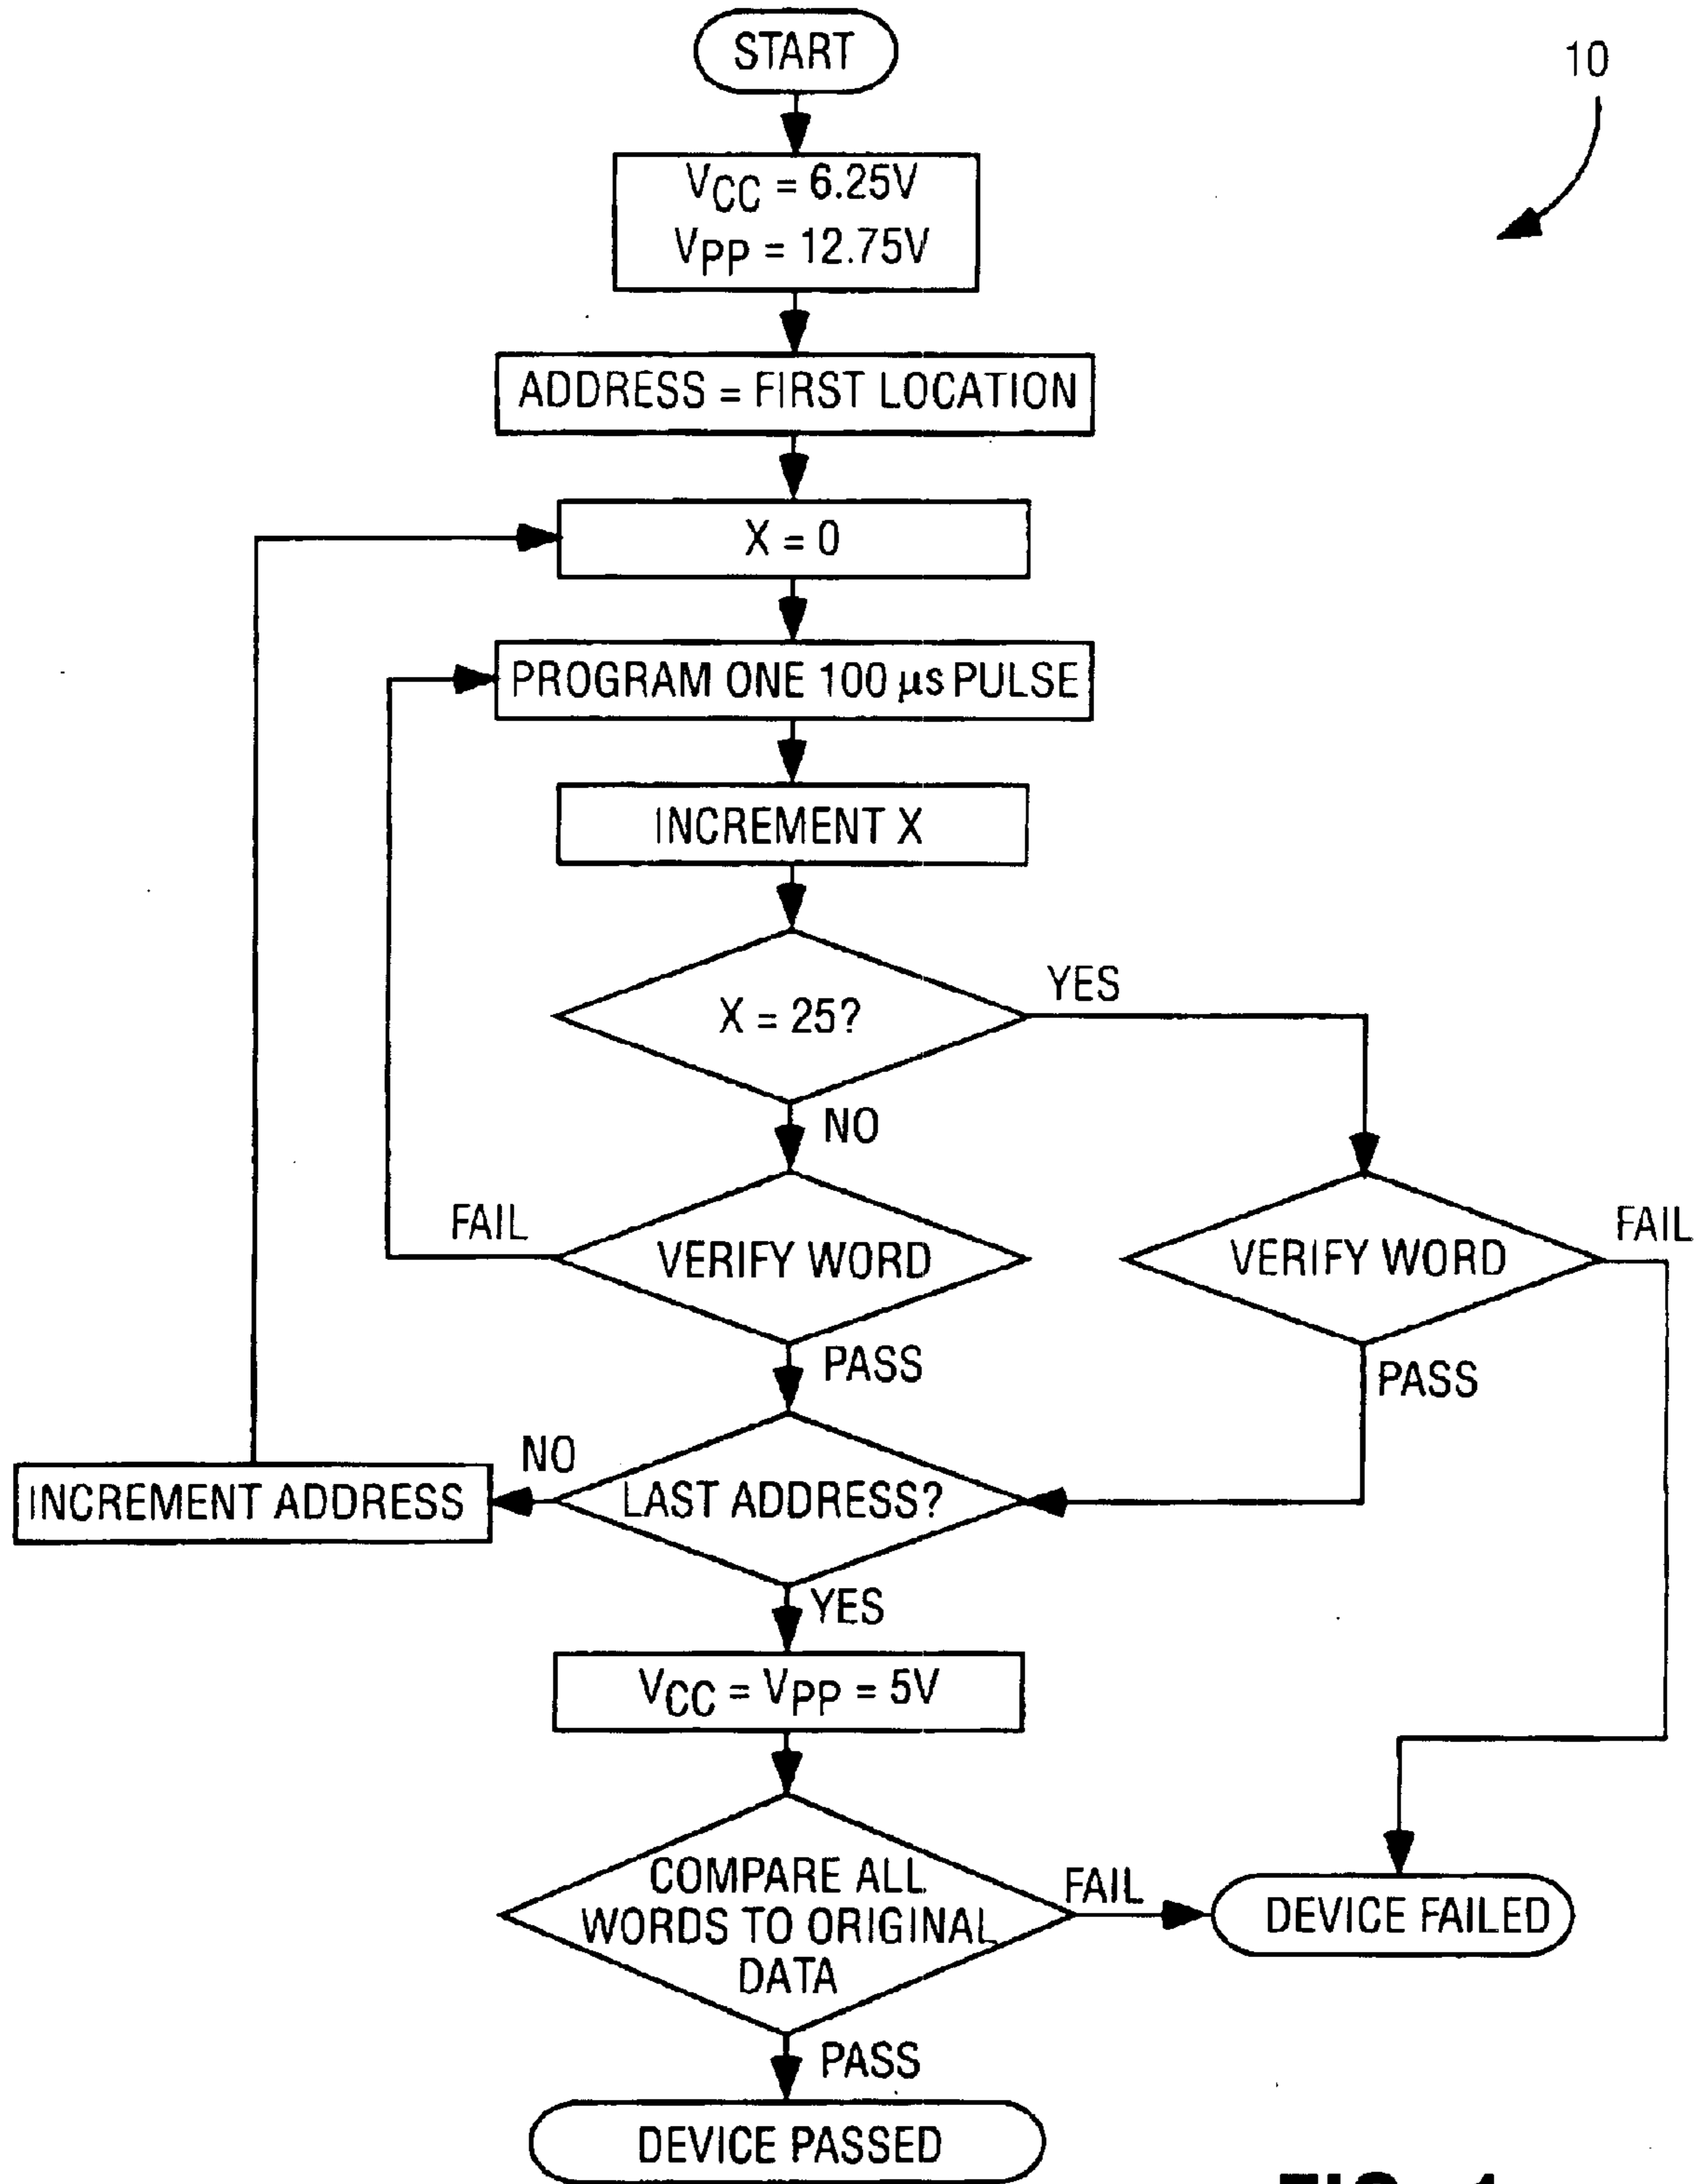 START
10
VCC = 6.25V
VPP = 12.75V
ADDRESS = FIRST LOCATION
X = 0
PROGRAM ONE 100 µs PULSE
INCREMENT X
X = 25?
YES
NO
FAIL
VERIFY WORD
VERIFY WORD
FAIL
PASS
PASS
NO
INCREMENT ADDRESS
LAST ADDRESS?
YES
VCC = VPP = 5V
COMPARE ALL
WORDS TO ORIGINAL
DATA
FAIL
DEVICE FAILED
PASS
DEVICE PASSED